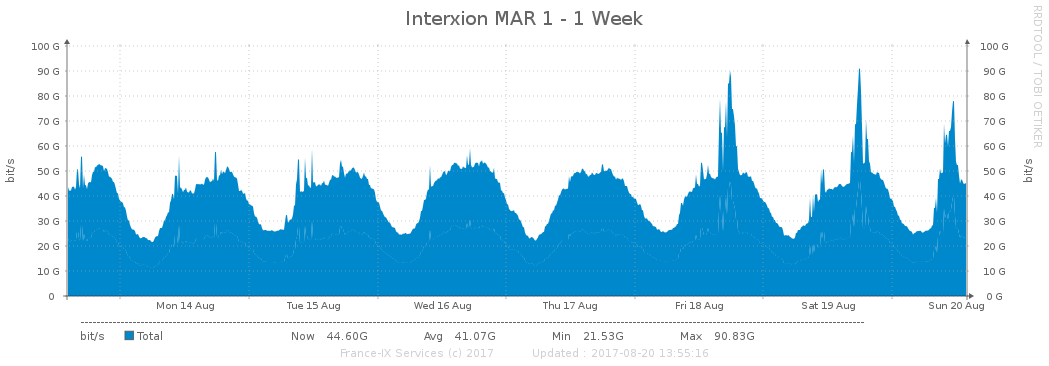 Interxion MAR 1 - 1 Week
RRDTOOL / TOBI OETIKER
bit/s
bit/s
100 G 100 G
90 G 90 G
80 G 80 G
70 G 70 G
60 G 60 G
50 G 50 G
40 G 40 G
30 G 30 G
20 G 20 G
10 G 10 G
0 0 G
Mon 14 Aug Tue 15 Aug Wed 16 Aug Thu 17 Aug Fri 18 Aug Sat 19 Aug Sun 20 Aug
bit/s Total Now 44.60G Avg 41.07G Min 21.53G Max 90.83G
France-IX Services (c) 2017 Updated : 2017-08-20 13:55:16